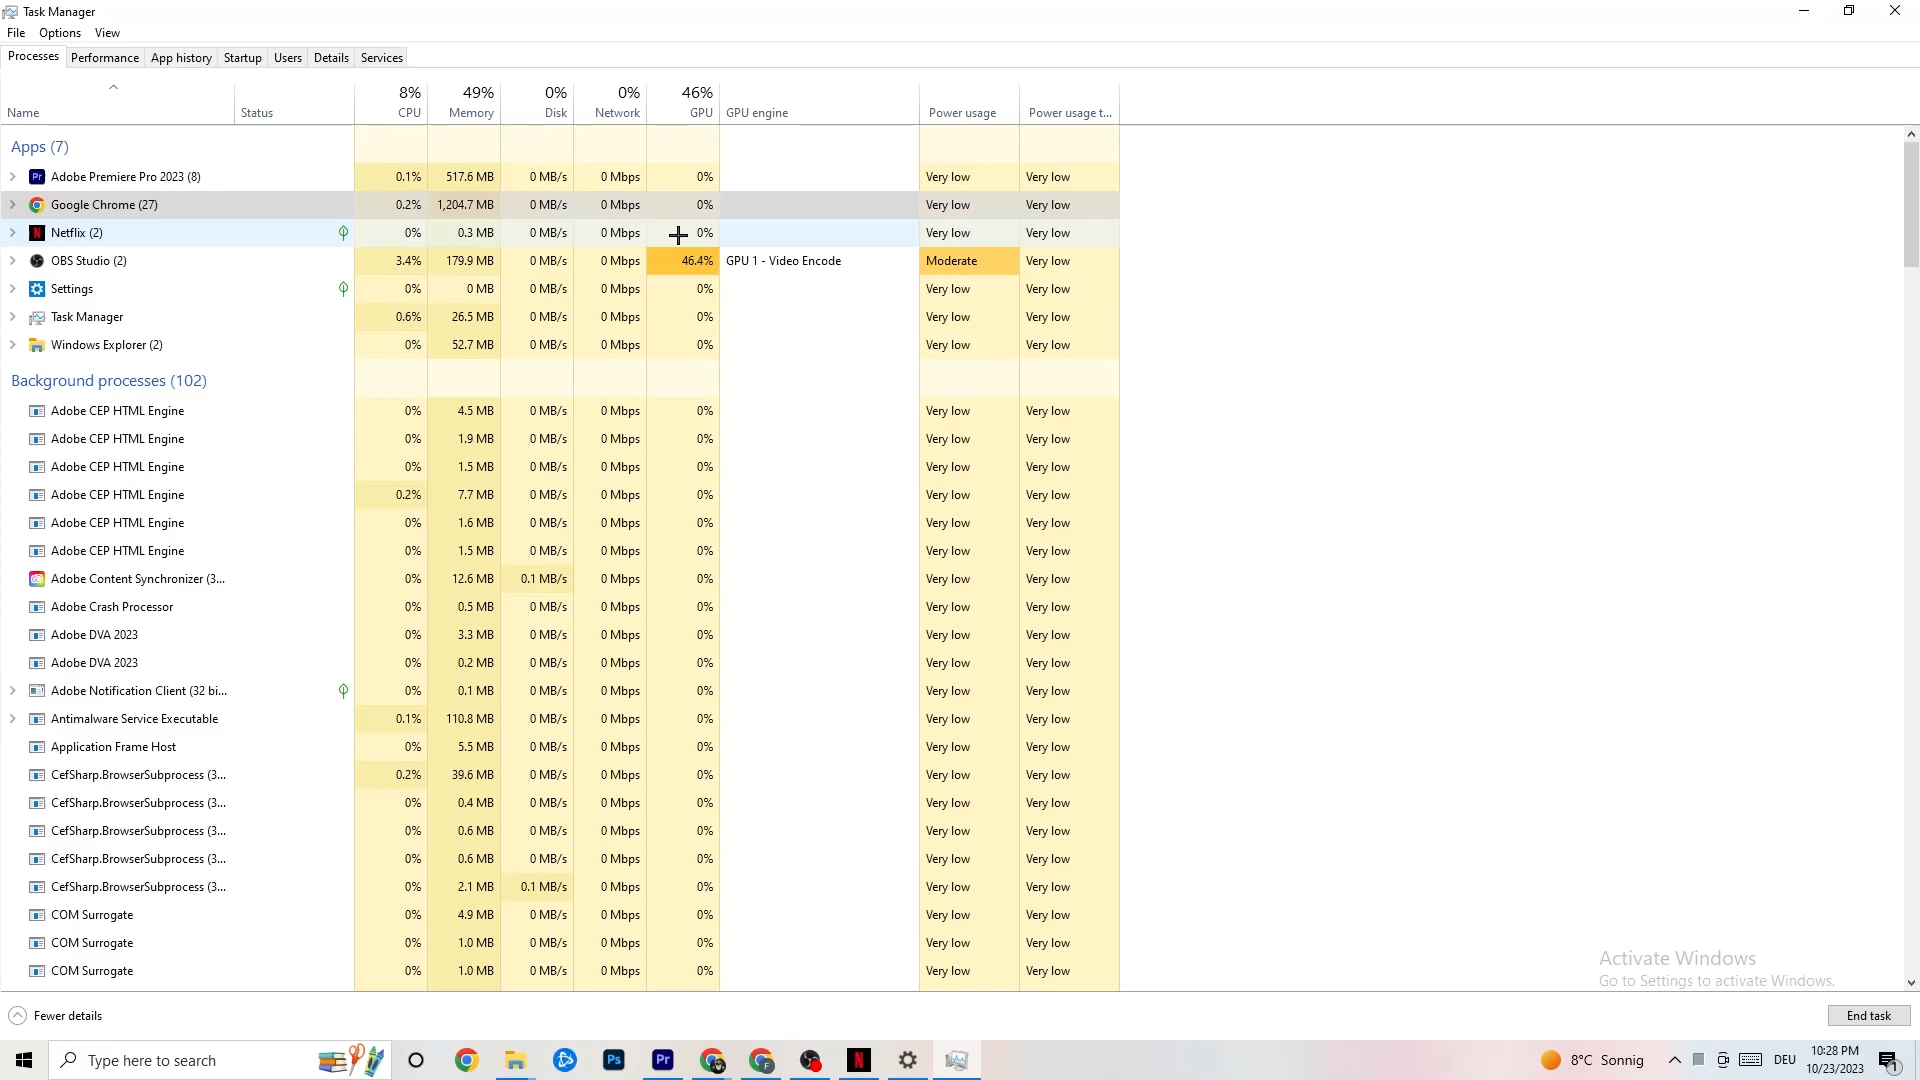 Task Manager
File Options View
Processes Performance App history Startup Users Details Services
8% 49% 0% 0% 46%
Name Status CPU Memory Disk Network GPU GPU engine Power usage Power usage t...
Apps (7)
Pr Adobe Premiere Pro 2023 (8) 0.1% 517.6 MB 0 MB/s 0 Mbps 0% Very low Very low
Google Chrome (27) 0.2% 1,204.7 MB 0 MB/s 0 Mbps 0% Very low Very low
N Netflix (2) 0% 0.3 MB 0 MB/s 0 Mbps 0% Very low Very low
OBS Studio (2) 3.4% 179.9 MB 0 MB/s 0 Mbps 46.4% GPU 1 - Video Encode Moderate Very low
Settings 0% 0 MB 0 MB/s 0 Mbps 0% Very low Very low
Task Manager 0.6% 26.5 MB 0 MB/s 0 Mbps 0% Very low Very low
Windows Explorer (2) 0% 52.7 MB 0 MB/s 0 Mbps 0% Very low Very low
Background processes (102)
Adobe CEP HTML Engine 0% 4.5 MB 0 MB/s 0 Mbps 0% Very low Very low
Adobe CEP HTML Engine 0% 1.9 MB 0 MB/s 0 Mbps 0% Very low Very low
Adobe CEP HTML Engine 0% 1.5 MB 0 MB/s 0 Mbps 0% Very low Very low
Adobe CEP HTML Engine 0.2% 7.7 MB 0 MB/s 0 Mbps 0% Very low Very low
Adobe CEP HTML Engine 0% 1.6 MB 0 MB/s 0 Mbps 0% Very low Very low
Adobe CEP HTML Engine 0% 1.5 MB 0 MB/s 0 Mbps 0% Very low Very low
Adobe Content Synchronizer (3... 0% 12.6 MB 0.1 MB/s 0 Mbps 0% Very low Very low
Adobe Crash Processor 0% 0.5 MB 0 MB/s 0 Mbps 0% Very low Very low
Adobe DVA 2023 0% 3.3 MB 0 MB/s 0 Mbps 0% Very low Very low
Adobe DVA 2023 0% 0.2 MB 0 MB/s 0 Mbps 0% Very low Very low
Adobe Notification Client (32 bi... 0% 0.1 MB 0 MB/s 0 Mbps 0% Very low Very low
Antimalware Service Executable 0.1% 110.8 MB 0 MB/s 0 Mbps 0% Very low Very low
Application Frame Host 0% 5.5 MB 0 MB/s 0 Mbps 0% Very low Very low
CefSharp.BrowserSubprocess (3... 0.2% 39.6 MB 0 MB/s 0 Mbps 0% Very low Very low
CefSharp.BrowserSubprocess (3... 0% 0.4 MB 0 MB/s 0 Mbps 0% Very low Very low
CefSharp.BrowserSubprocess (3... 0% 0.6 MB 0 MB/s 0 Mbps 0% Very low Very low
CefSharp.BrowserSubprocess (3... 0% 0.6 MB 0 MB/s 0 Mbps 0% Very low Very low
CefSharp.BrowserSubprocess (3... 0% 2.1 MB 0.1 MB/s 0 Mbps 0% Very low Very low
COM Surrogate 0% 4.9 MB 0 MB/s 0 Mbps 0% Very low Very low
COM Surrogate 0% 1.0 MB 0 MB/s 0 Mbps 0% Very low Very low
COM Surrogate 0% 1.0 MB 0 MB/s 0 Mbps 0% Very low Very low
Activate Windows
Go to Settings to activate Windows.
Fewer details End task
Type here to search Ps Pr F N 8°C Sonnig DEU 10:28 PM
10/23/2023 1